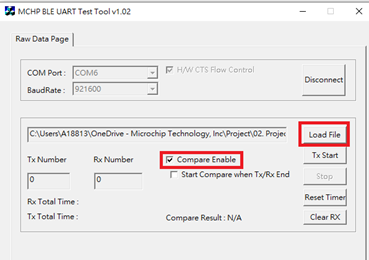 MCHP BLE UART Test Tool v1.02
Raw Data Page
COM Port : COM6 H/W CTS Flow Control
BaudRate : 921600 Disconnect
C:\Users\A18813\OneDrive - Microchip Technology, Inc\Project\02. Projec Load File
Tx Number Rx Number Compare Enable Tx Start
0 0 Start Compare when Tx/Rx End Stop
Rx Total Time : Reset Timer
Tx Total Time : Compare Result : N/A Clear RX